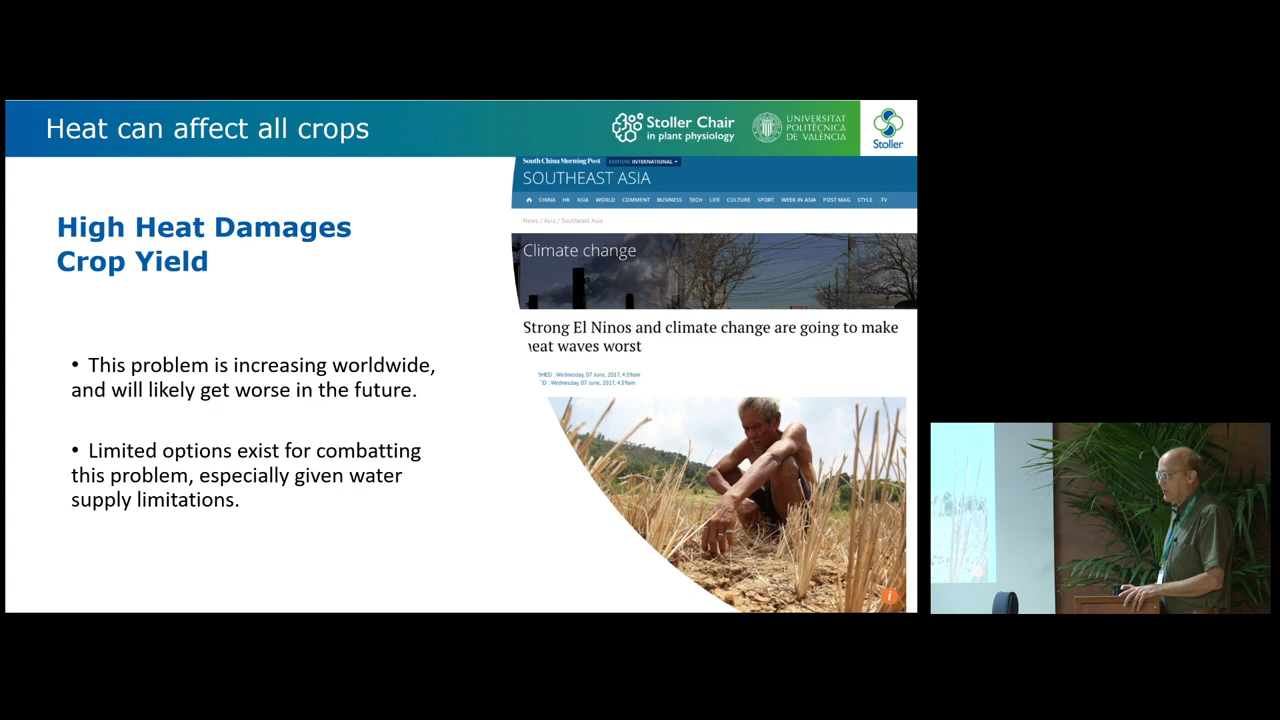 Heat can affect all crops
Stoller Chair
in plant physiology
UNIVERSITAT
POLITÈCNICA
DE VALÈNCIA
Stoller
High Heat Damages
Crop Yield
• This problem is increasing worldwide,
and will likely get worse in the future.
• Limited options exist for combatting
this problem, especially given water
supply limitations.
South China Morning Post EDITION: INTERNATIONAL
SOUTHEAST ASIA
CHINA HK ASIA WORLD COMMENT BUSINESS TECH LIFE CULTURE SPORT WEEK IN ASIA POST MAG STYLE TV
News / Asia / Southeast Asia
Climate change
Strong El Ninos and climate change are going to make
eat waves worst
SHED : Wednesday, 07 June, 2017, 4:59am
D : Wednesday, 07 June, 2017, 4:59am
i